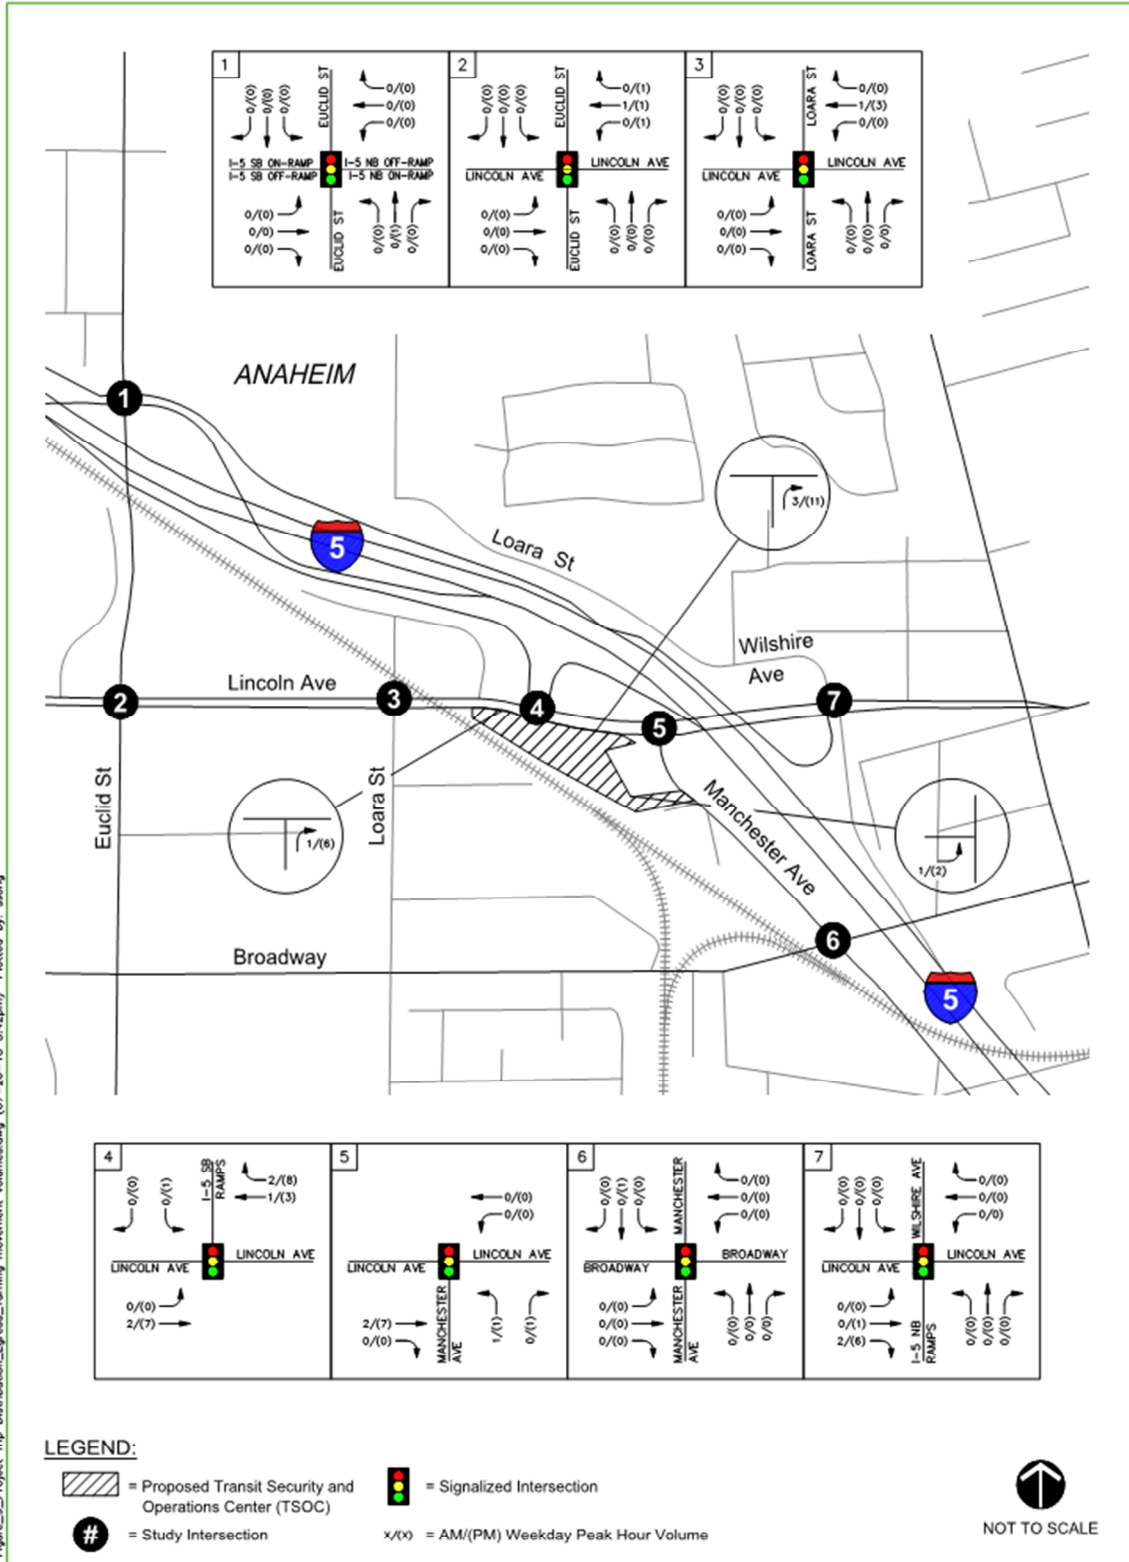 1
EUCLID ST
0/(0)
0/(0)
0/(0)
0/(0)
0/(0)
0/(0)
I-5 SB ON-RAMP
I-5 NB OFF-RAMP
I-5 SB OFF-RAMP
I-5 NB ON-RAMP
0/(0)
0/(0)
0/(0)
0/(0)
0/(1)
0/(0)
EUCLID ST
2
EUCLID ST
0/(0)
0/(0)
0/(0)
0/(1)
1/(1)
0/(1)
LINCOLN AVE
LINCOLN AVE
0/(0)
0/(0)
0/(0)
0/(0)
0/(0)
0/(0)
EUCLID ST
3
LOARA ST
0/(0)
0/(0)
0/(0)
0/(0)
1/(3)
0/(0)
LINCOLN AVE
LINCOLN AVE
0/(0)
0/(0)
0/(0)
0/(0)
0/(0)
0/(0)
LOARA ST
ANAHEIM
1
5
3/(11)
Loara St
Wilshire
Ave
Lincoln Ave
2
3
4
5
7
Euclid St
Loara St
1/(6)
Manchester Ave
1/(2)
6
Broadway
5
4
I-5 SB
RAMPS
0/(0)
0/(1)
2/(8)
1/(3)
LINCOLN AVE
LINCOLN AVE
0/(0)
2/(7)
5
0/(0)
0/(0)
LINCOLN AVE
LINCOLN AVE
2/(7)
0/(0)
1/(1)
0/(1)
MANCHESTER
AVE
6
MANCHESTER
0/(0)
0/(1)
0/(0)
0/(0)
0/(0)
0/(0)
BROADWAY
BROADWAY
0/(0)
0/(0)
0/(0)
0/(0)
0/(0)
0/(0)
MANCHESTER
AVE
7
WILSHIRE AVE
0/(0)
0/(0)
0/(0)
0/(0)
0/(0)
0/(0)
LINCOLN AVE
LINCOLN AVE
0/(0)
0/(1)
2/(6)
0/(0)
0/(0)
0/(0)
I-5 NB
RAMPS
LEGEND:
= Proposed Transit Security and
Operations Center (TSOC)
= Signalized Intersection
# = Study Intersection
x/(x) = AM/(PM) Weekday Peak Hour Volume
NOT TO SCALE